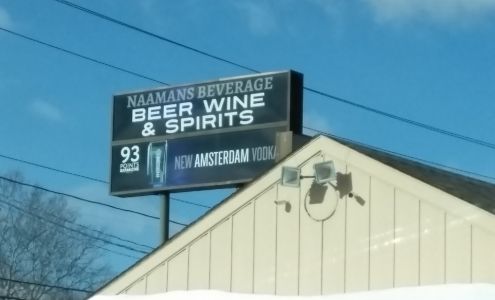 NAAMANS BEVERAGE
BEER WINE
& SPIRITS
93
POINTS
NEW AMSTERDAM VODKA